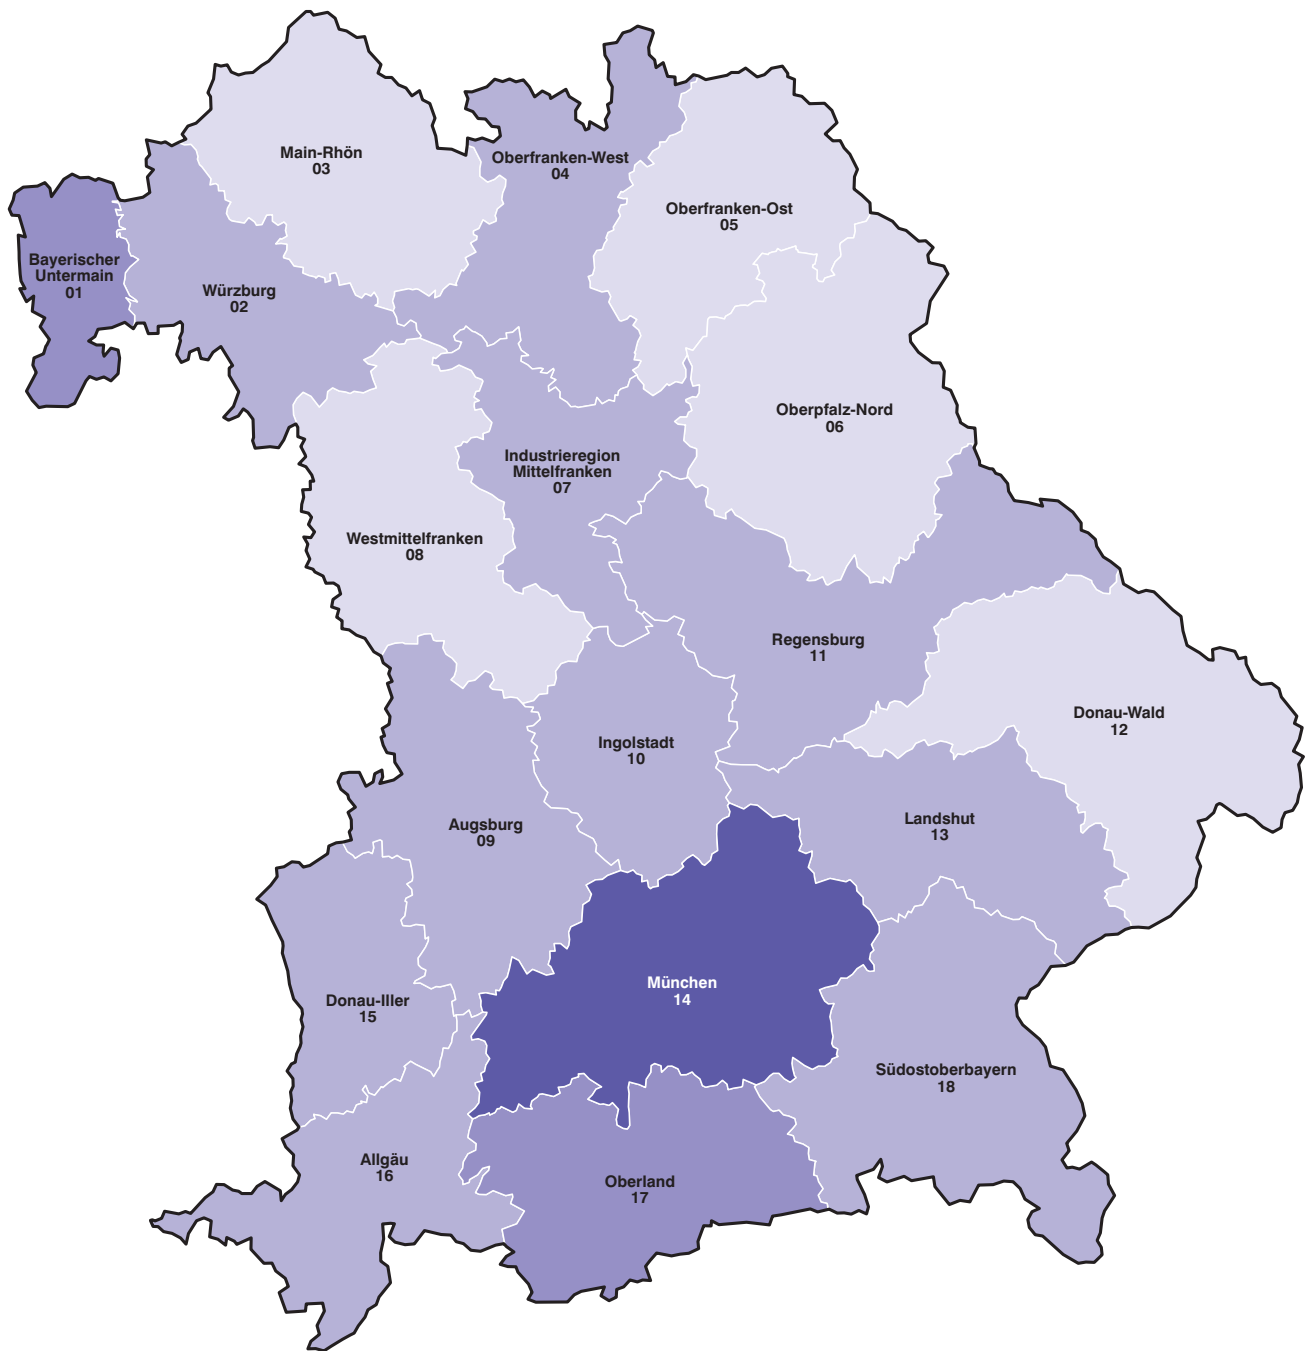 Main-Rhön
03
Oberfranken-West
04
Oberfranken-Ost
05
Bayerischer
Untermain
01
Würzburg
02
Oberpfalz-Nord
06
Industrieregion
Mittelfranken
07
Westmittelfranken
08
Regensburg
11
Donau-Wald
12
Ingolstadt
10
Augsburg
09
Landshut
13
München
14
Donau-Iller
15
Südostoberbayern
18
Allgäu
16
Oberland
17